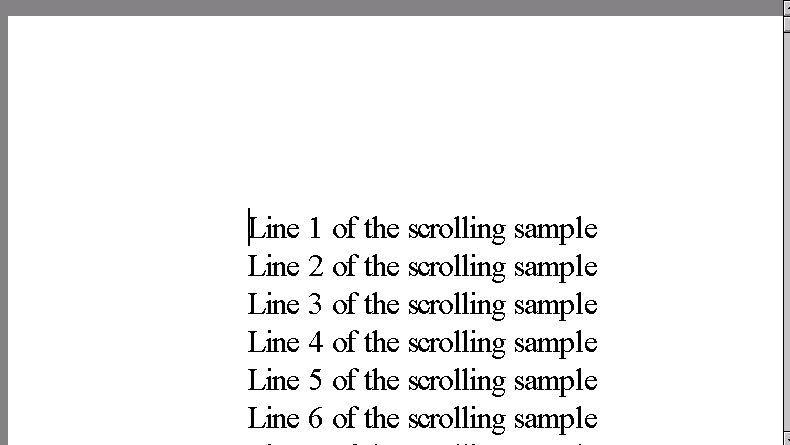 Line 1 of the scrolling sample
Line 2 of the scrolling sample
Line 3 of the scrolling sample
Line 4 of the scrolling sample
Line 5 of the scrolling sample
Line 6 of the scrolling sample